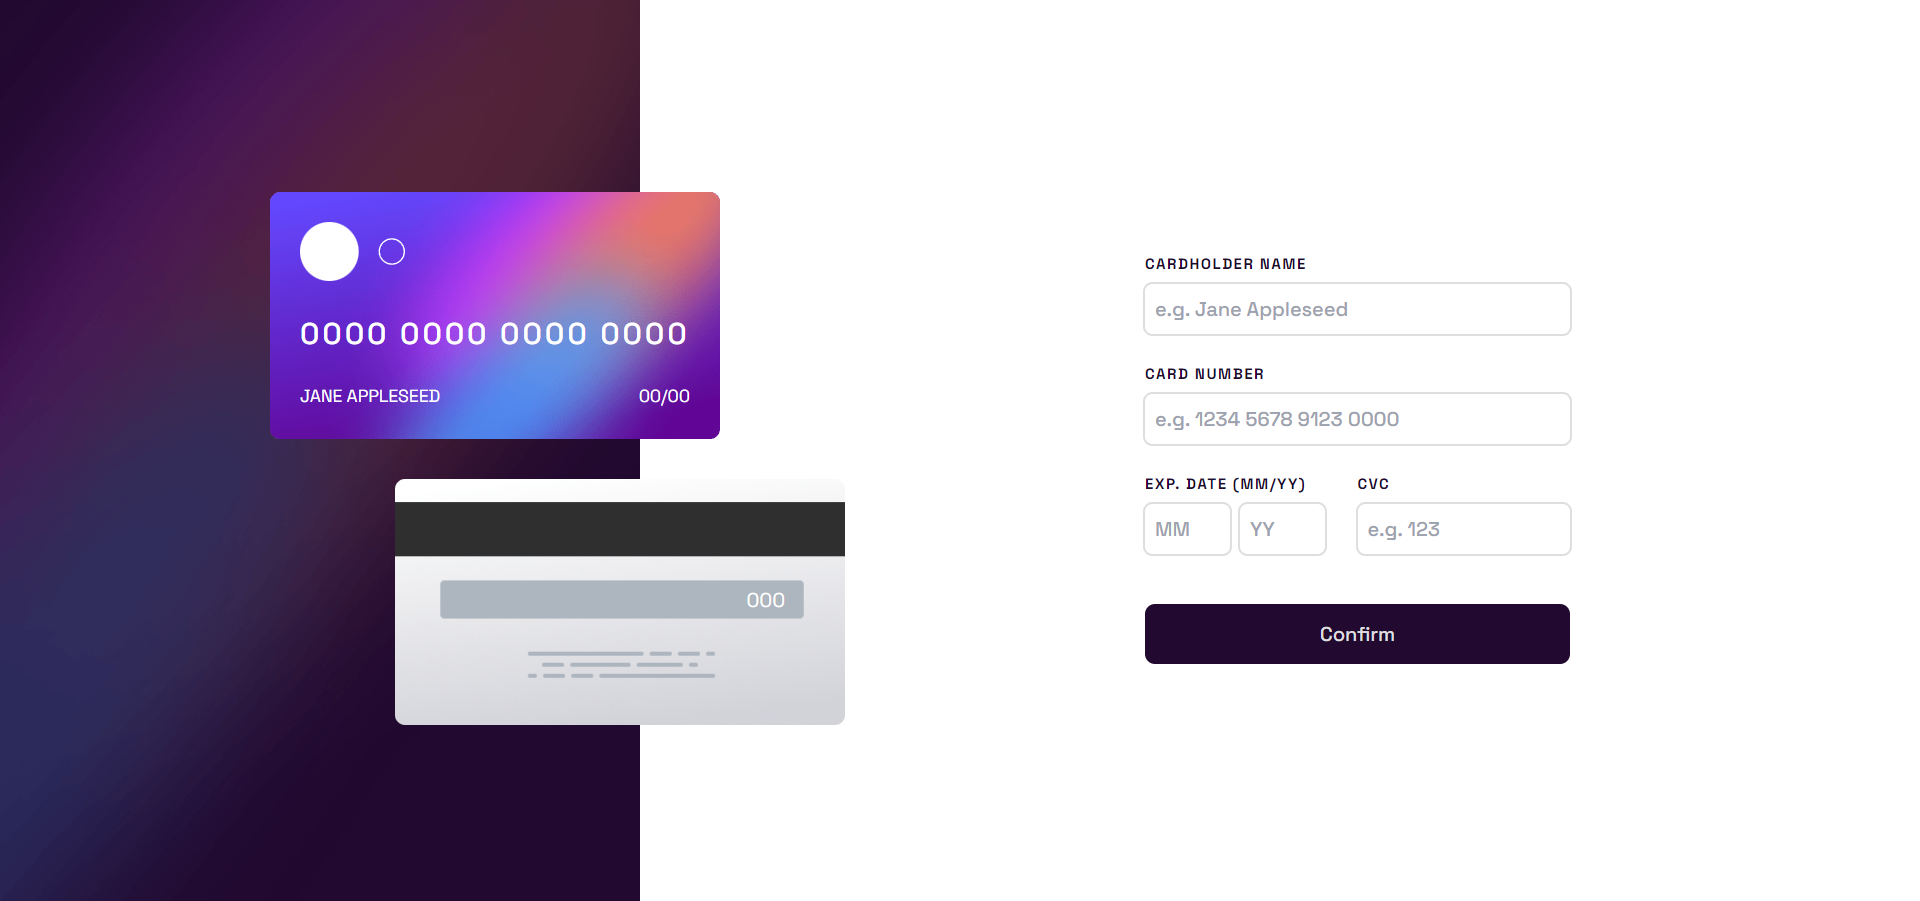 0000 0000 0000 0000
JANE APPLESEED 00/00
000
CARDHOLDER NAME
e.g. Jane Appleseed
CARD NUMBER
e.g. 1234 5678 9123 0000
EXP. DATE (MM/YY) CVC
MM YY e.g. 123
Confirm